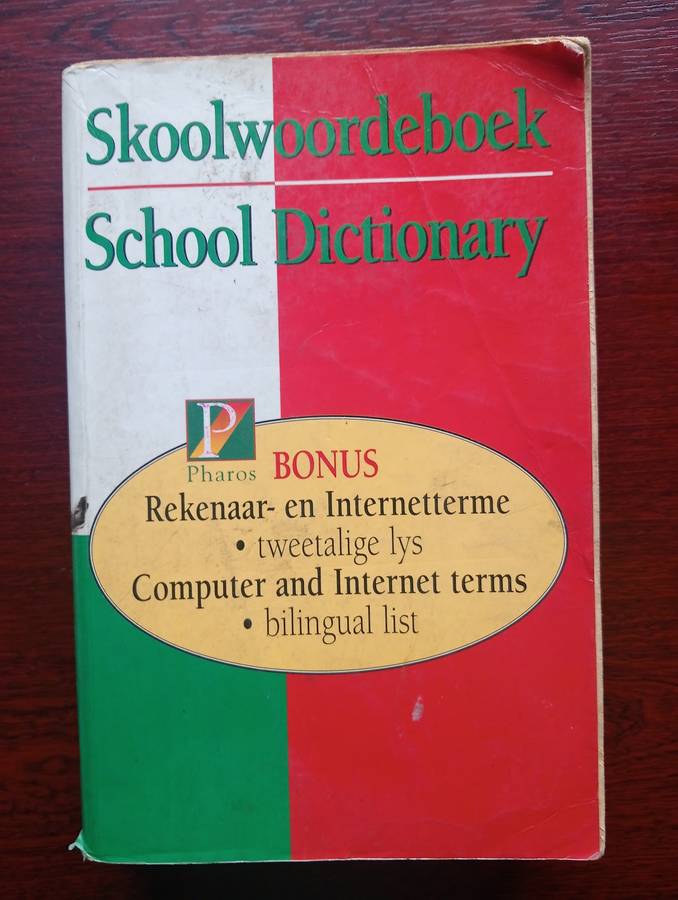 Skoolwoordeboek
School Dictionary
P
Pharos
BONUS
Rekenaar- en Internetterme
• tweetalige lys
Computer and Internet terms
• bilingual list